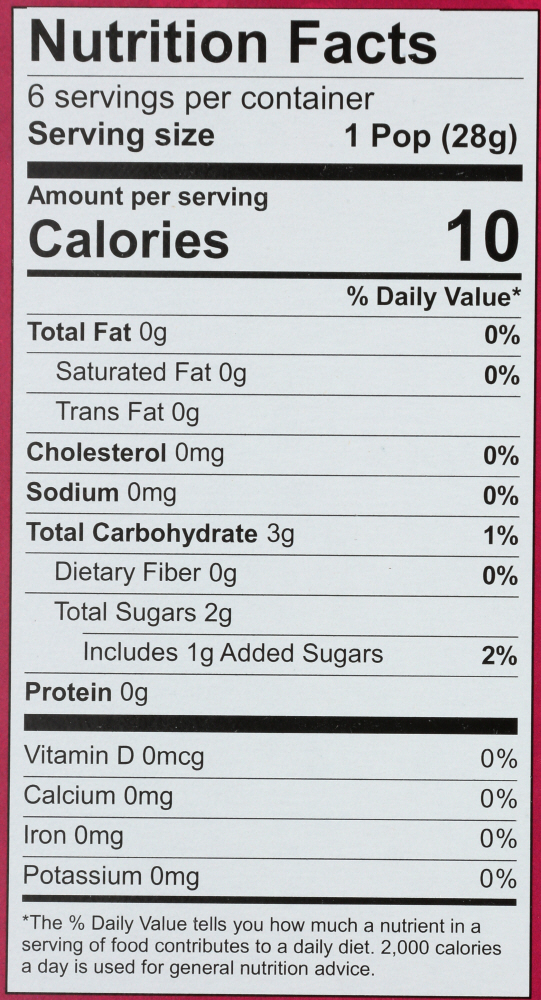 Nutrition Facts
6 servings per container
Serving size 1 Pop (28g)
Amount per serving
Calories 10
% Daily Value*
Total Fat 0g 0%
Saturated Fat 0g 0%
Trans Fat 0g
Cholesterol 0mg 0%
Sodium 0mg 0%
Total Carbohydrate 3g 1%
Dietary Fiber 0g 0%
Total Sugars 2g
Includes 1g Added Sugars 2%
Protein 0g
Vitamin D 0mcg 0%
Calcium 0mg 0%
Iron 0mg 0%
Potassium 0mg 0%
*The % Daily Value tells you how much a nutrient in a
serving of food contributes to a daily diet. 2,000 calories
a day is used for general nutrition advice.